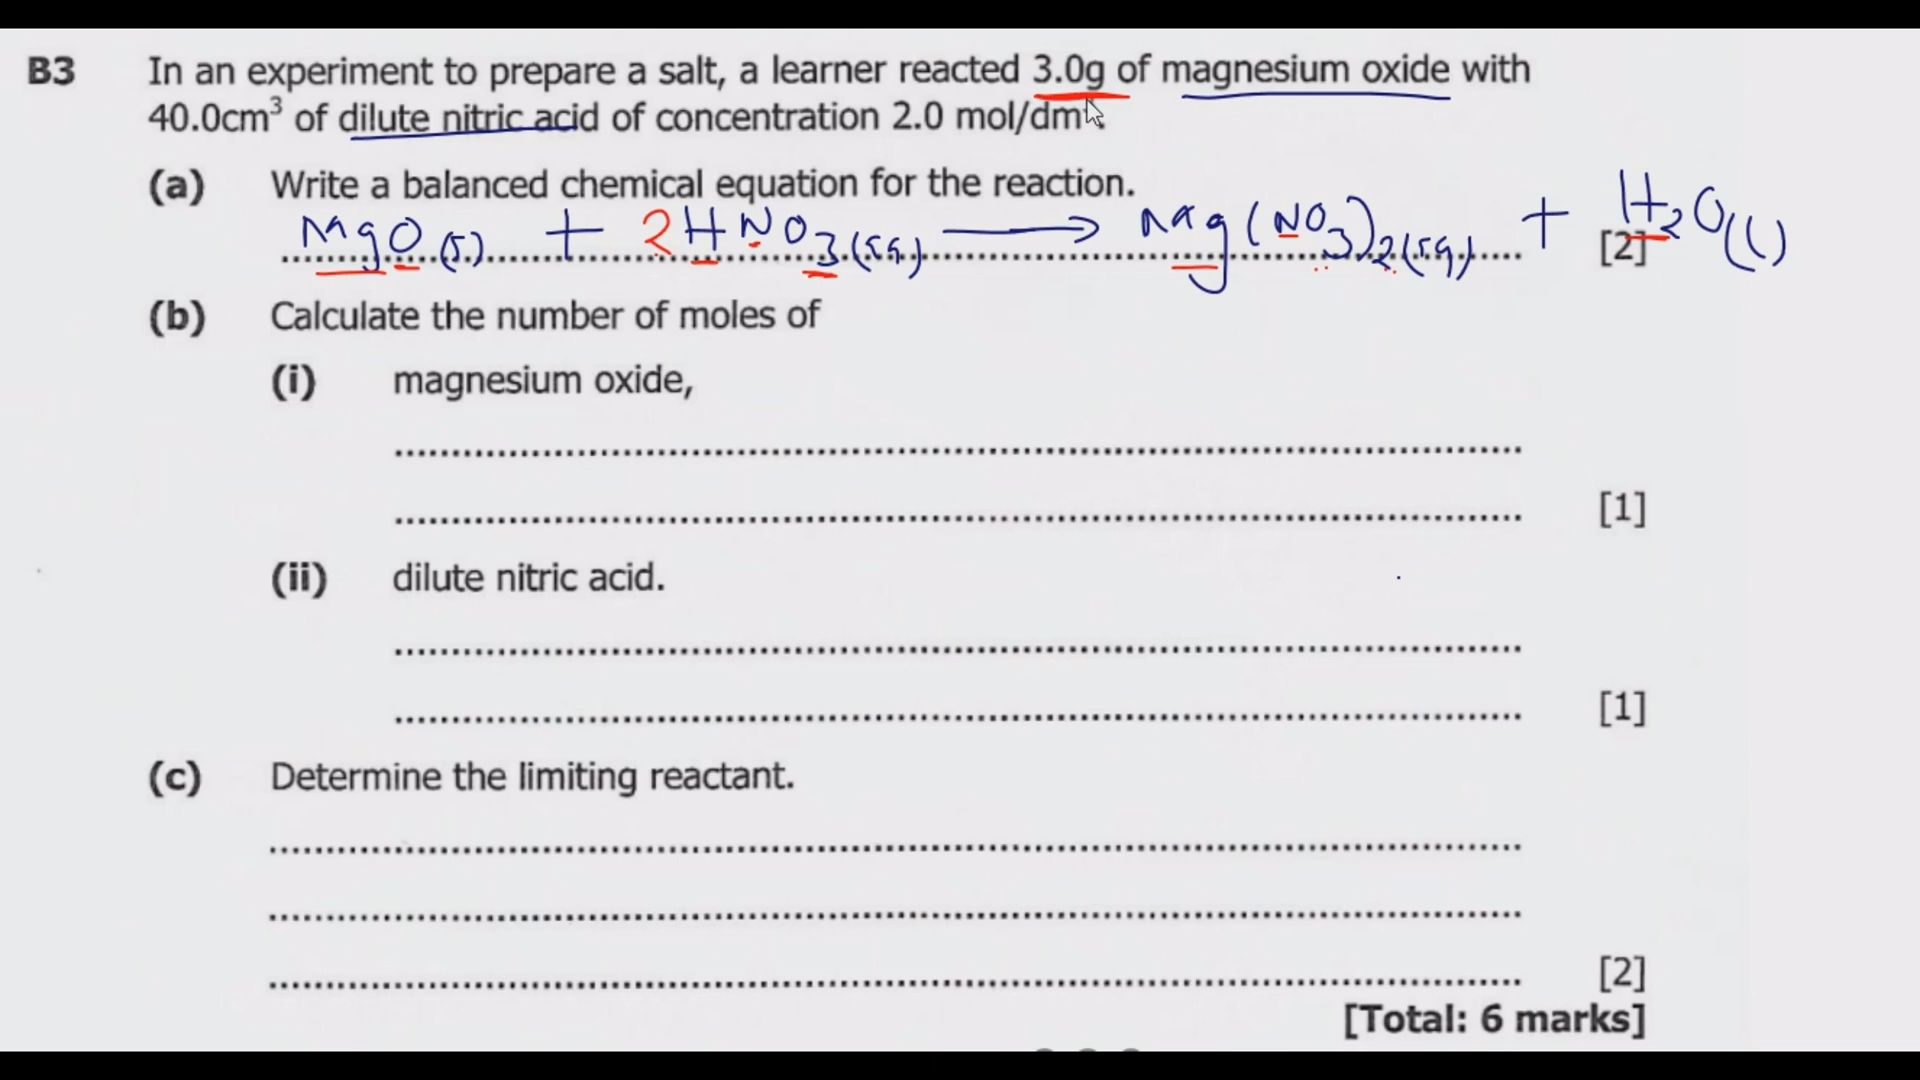 B3 In an experiment to prepare a salt, a learner reacted 3.0g of magnesium oxide with
40.0cm³ of dilute nitric acid of concentration 2.0 mol/dm
(a) Write a balanced chemical equation for the reaction.
MgO(s) + 2HNO₃(aq) ⟶ Mg(NO₃)₂(aq) + H₂O(l)
[2]
(b) Calculate the number of moles of
(i) magnesium oxide,
[1]
(ii) dilute nitric acid.
[1]
(c) Determine the limiting reactant.
[2]
[Total: 6 marks]